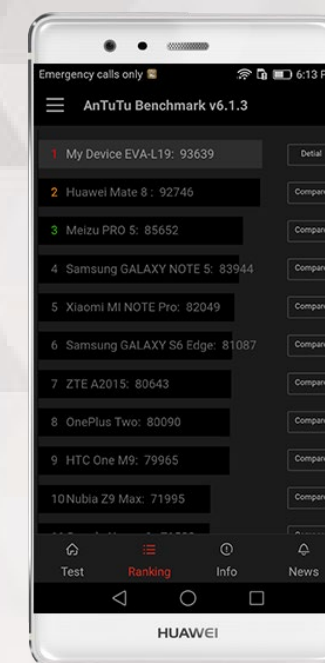 Emergency calls only 6:13 P
AnTuTu Benchmark v6.1.3
1 My Device EVA-L19: 93639 Detial
2 Huawei Mate 8 : 92746 Compare
3 Meizu PRO 5: 85652 Compare
4 Samsung GALAXY NOTE 5: 83944 Compare
5 Xiaomi MI NOTE Pro: 82049 Compare
6 Samsung GALAXY S6 Edge: 81087 Compare
7 ZTE A2015: 80643 Compare
8 OnePlus Two: 80090 Compare
9 HTC One M9: 79965 Compare
10 Nubia Z9 Max: 71995 Compare
Test Ranking Info News
HUAWEI